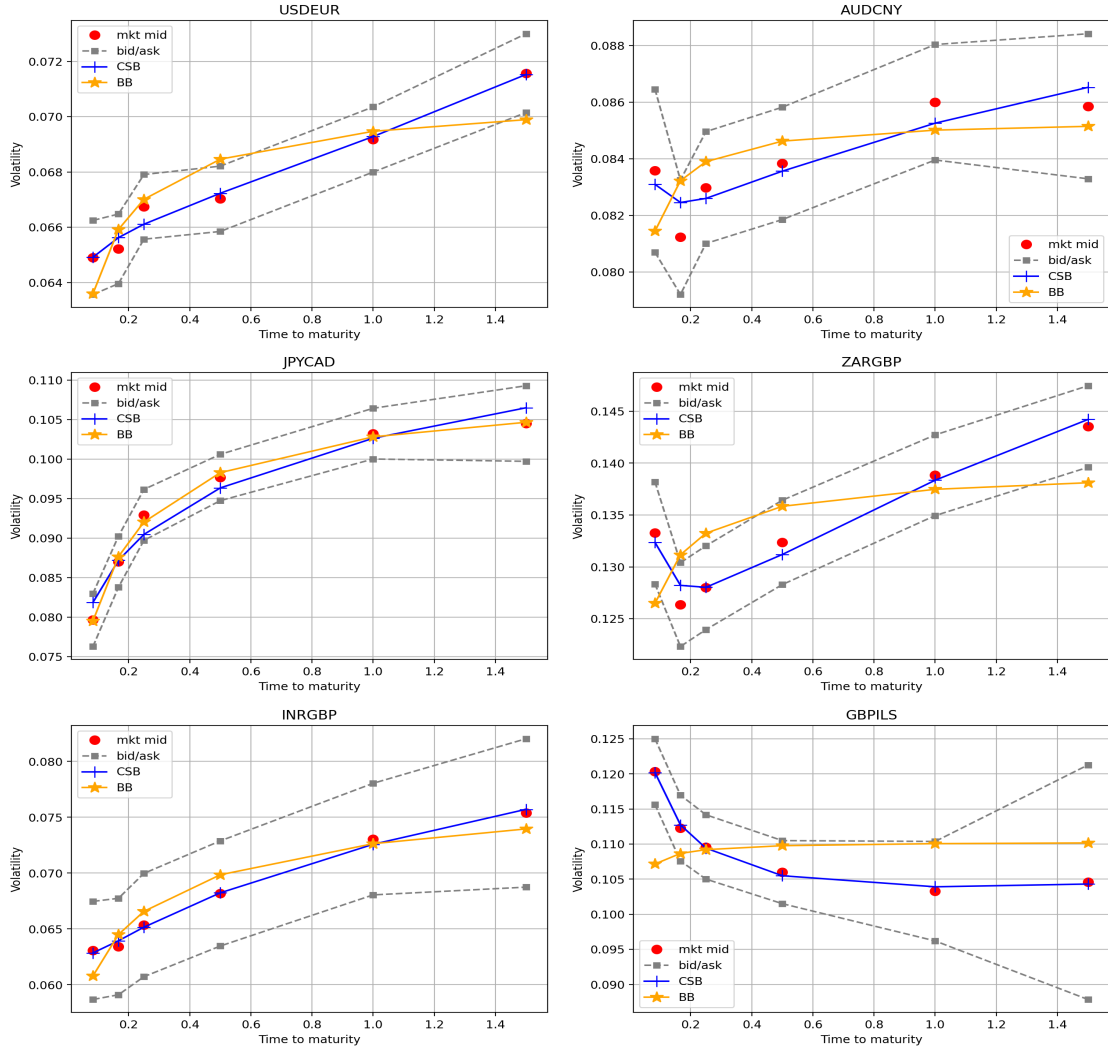 USDEUR
mkt mid
bid/ask
CSB
BB
Volatility
0.072
0.070
0.068
0.066
0.064
0.2
0.4
0.6
0.8
1.0
1.2
1.4
Time to maturity
AUDCNY
mkt mid
bid/ask
CSB
BB
Volatility
0.088
0.086
0.084
0.082
0.080
0.2
0.4
0.6
0.8
1.0
1.2
1.4
Time to maturity
JPYCAD
mkt mid
bid/ask
CSB
BB
Volatility
0.110
0.105
0.100
0.095
0.090
0.085
0.080
0.075
0.2
0.4
0.6
0.8
1.0
1.2
1.4
Time to maturity
ZARGBP
mkt mid
bid/ask
CSB
BB
Volatility
0.145
0.140
0.135
0.130
0.125
0.2
0.4
0.6
0.8
1.0
1.2
1.4
Time to maturity
INRGBP
mkt mid
bid/ask
CSB
BB
Volatility
0.080
0.075
0.070
0.065
0.060
0.2
0.4
0.6
0.8
1.0
1.2
1.4
Time to maturity
GBPILS
mkt mid
bid/ask
CSB
BB
Volatility
0.125
0.120
0.115
0.110
0.105
0.100
0.095
0.090
0.2
0.4
0.6
0.8
1.0
1.2
1.4
Time to maturity